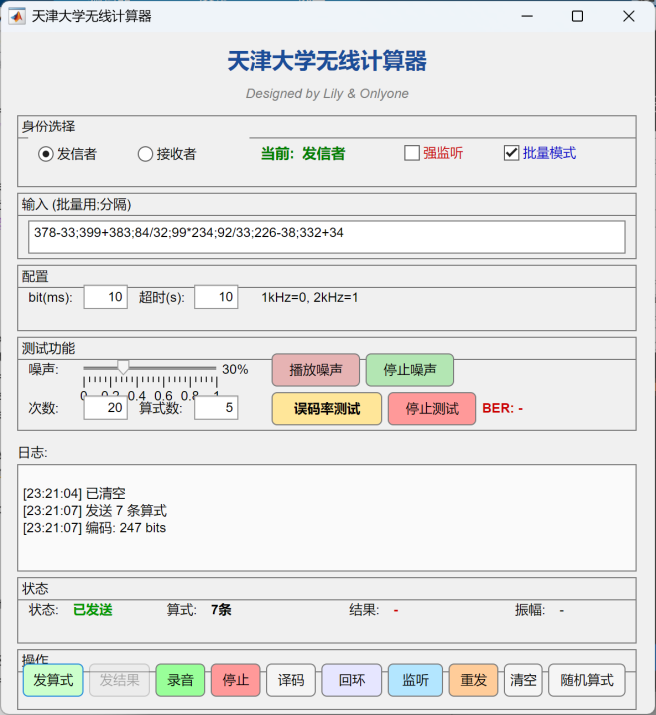 天津大学无线计算器
天津大学无线计算器
Designed by Lily & Onlyone
身份选择
发信者 接收者 当前: 发信者 强监听 批量模式
输入 (批量用;分隔)
378-33;399+383;84/32;99*234;92/33;226-38;332+34
配置
bit(ms): 10 超时(s): 10 1kHz=0, 2kHz=1
测试功能
噪声: 30% 播放噪声 停止噪声
0 0.2 0.4 0.6 0.8 1
次数: 20 算式数: 5 误码率测试 停止测试 BER: -
日志:
[23:21:04] 已清空
[23:21:07] 发送 7 条算式
[23:21:07] 编码: 247 bits
状态
状态: 已发送 算式: 7条 结果: - 振幅: -
操作
发算式 发结果 录音 停止 译码 回环 监听 重发 清空 随机算式